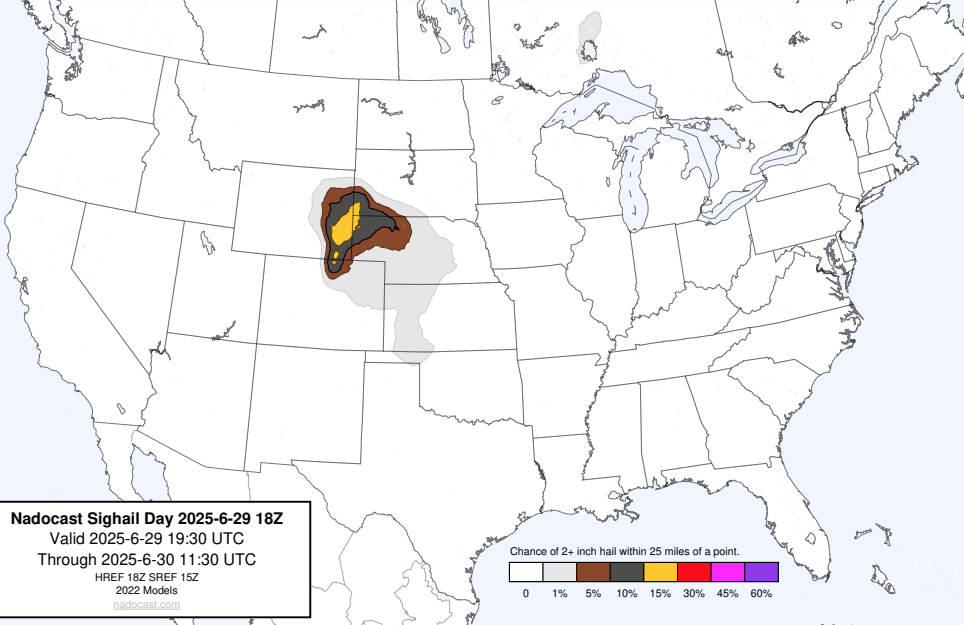 Nadocast Sighail Day 2025-6-29 18Z
Valid 2025-6-29 19:30 UTC
Through 2025-6-30 11:30 UTC
HREF 18Z SREF 15Z
2022 Models
nadocast.com
Chance of 2+ inch hail within 25 miles of a point.
0 1% 5% 10% 15% 30% 45% 60%